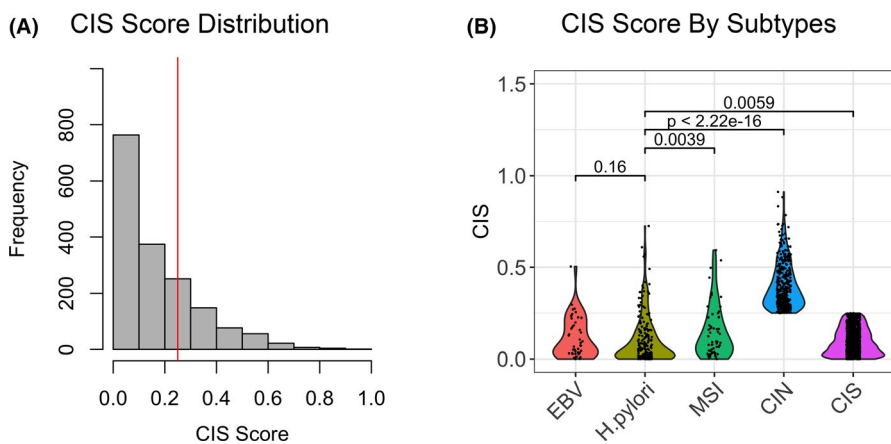 (A) CIS Score Distribution
Frequency
800
600
400
200
0
0.0 0.2 0.4 0.6 0.8 1.0
CIS Score
(B) CIS Score By Subtypes
CIS
1.5
1.0
0.5
0.0
0.0059
p < 2.22e-16
0.0039
0.16
EBV H.pylori MSI CIN CIS